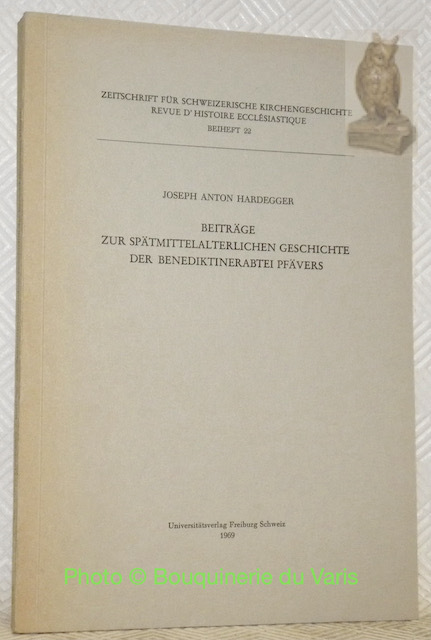 ZEITSCHRIFT FÜR SCHWEIZERISCHE KIRCHENGESCHICHTE
REVUE D'HISTOIRE ECCLÉSIASTIQUE
BEIHEFT 22
JOSEPH ANTON HARDEGGER
BEITRÄGE
ZUR SPÄTMITTELALTERLICHEN GESCHICHTE
DER BENEDIKTINERABTEI PFÄVERS
Universitätsverlag Freiburg Schweiz
1969
Photo © Bouquinerie du Varis